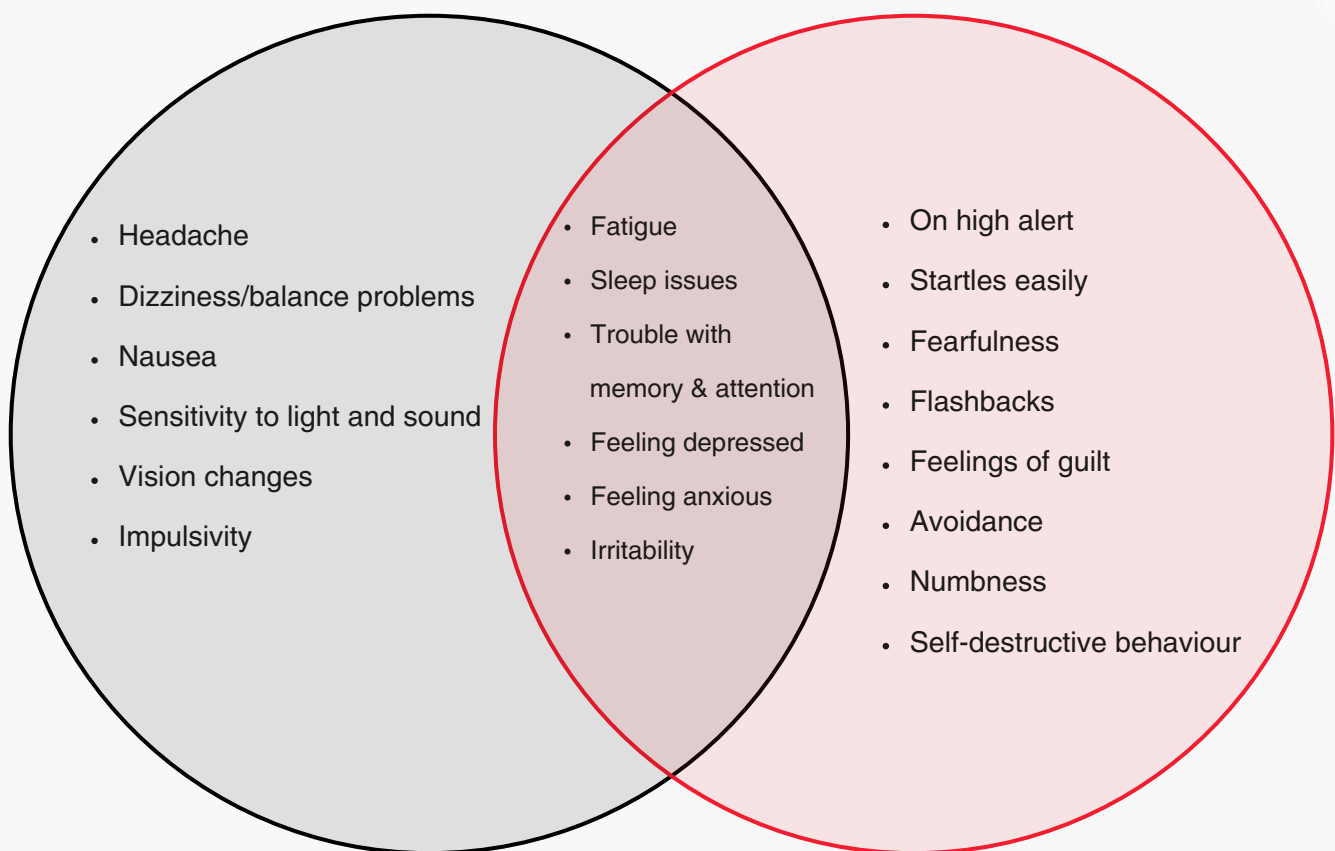 • Headache
• Dizziness/balance problems
• Nausea
• Sensitivity to light and sound
• Vision changes
• Impulsivity
• Fatigue
• Sleep issues
• Trouble with
memory & attention
• Feeling depressed
• Feeling anxious
• Irritability
• On high alert
• Startles easily
• Fearfulness
• Flashbacks
• Feelings of guilt
• Avoidance
• Numbness
• Self-destructive behaviour